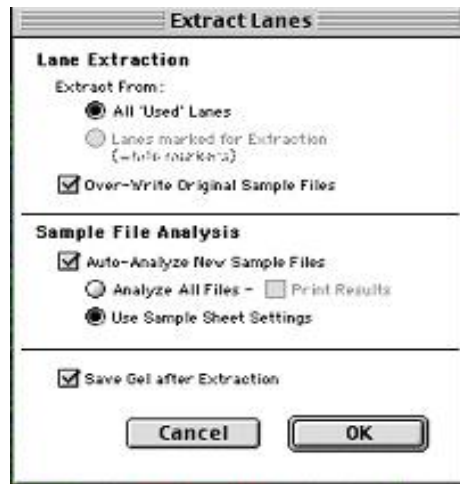 Extract Lanes
Lane Extraction
Extract From:
All 'Used' Lanes
Lanes marked for Extraction
(white markers)
Over-Write Original Sample Files
Sample File Analysis
Auto-Analyze New Sample Files
Analyze All Files - Print Results
Use Sample Sheet Settings
Save Gel after Extraction
Cancel OK